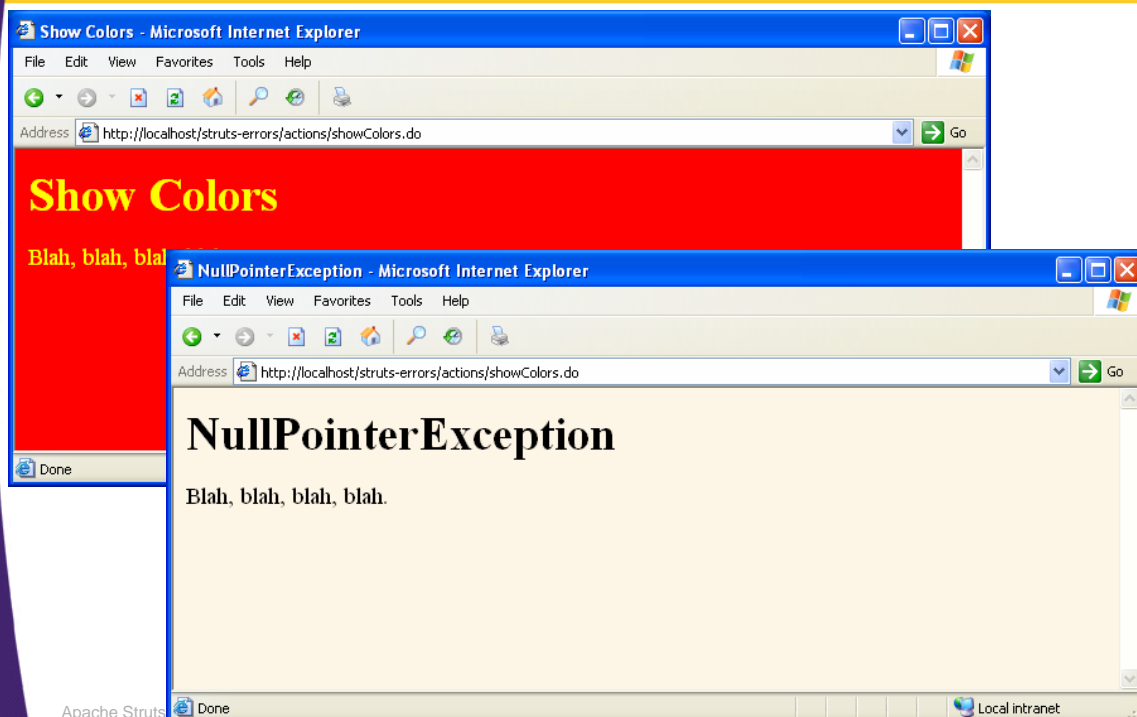 Show Colors - Microsoft Internet Explorer
File Edit View Favorites Tools Help
Address http://localhost/struts-errors/actions/showColors.do Go
Show Colors
Blah, blah, blah
NullPointerException - Microsoft Internet Explorer
File Edit View Favorites Tools Help
Address http://localhost/struts-errors/actions/showColors.do Go
NullPointerException
Blah, blah, blah, blah.
Done
Done Local intranet
Apache Struts